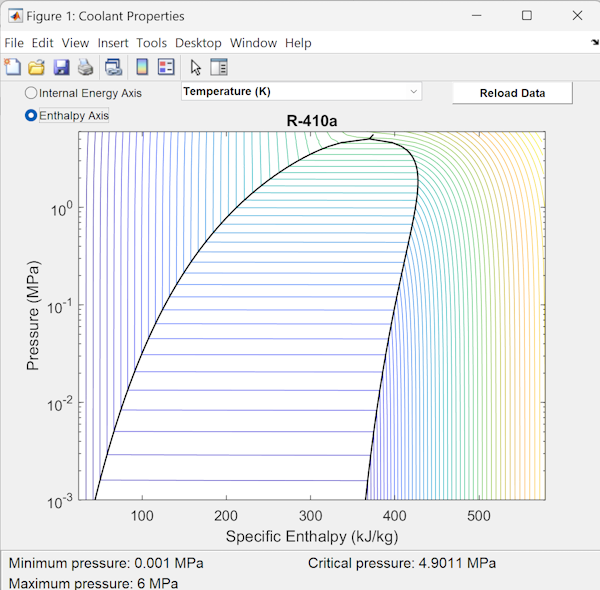 Figure 1: Coolant Properties
File Edit View Insert Tools Desktop Window Help
Internal Energy Axis
Temperature (K)
Reload Data
Enthalpy Axis
R-410a
10^0
10^-1
10^-2
10^-3
Pressure (MPa)
100 200 300 400 500
Specific Enthalpy (kJ/kg)
Minimum pressure: 0.001 MPa
Critical pressure: 4.9011 MPa
Maximum pressure: 6 MPa